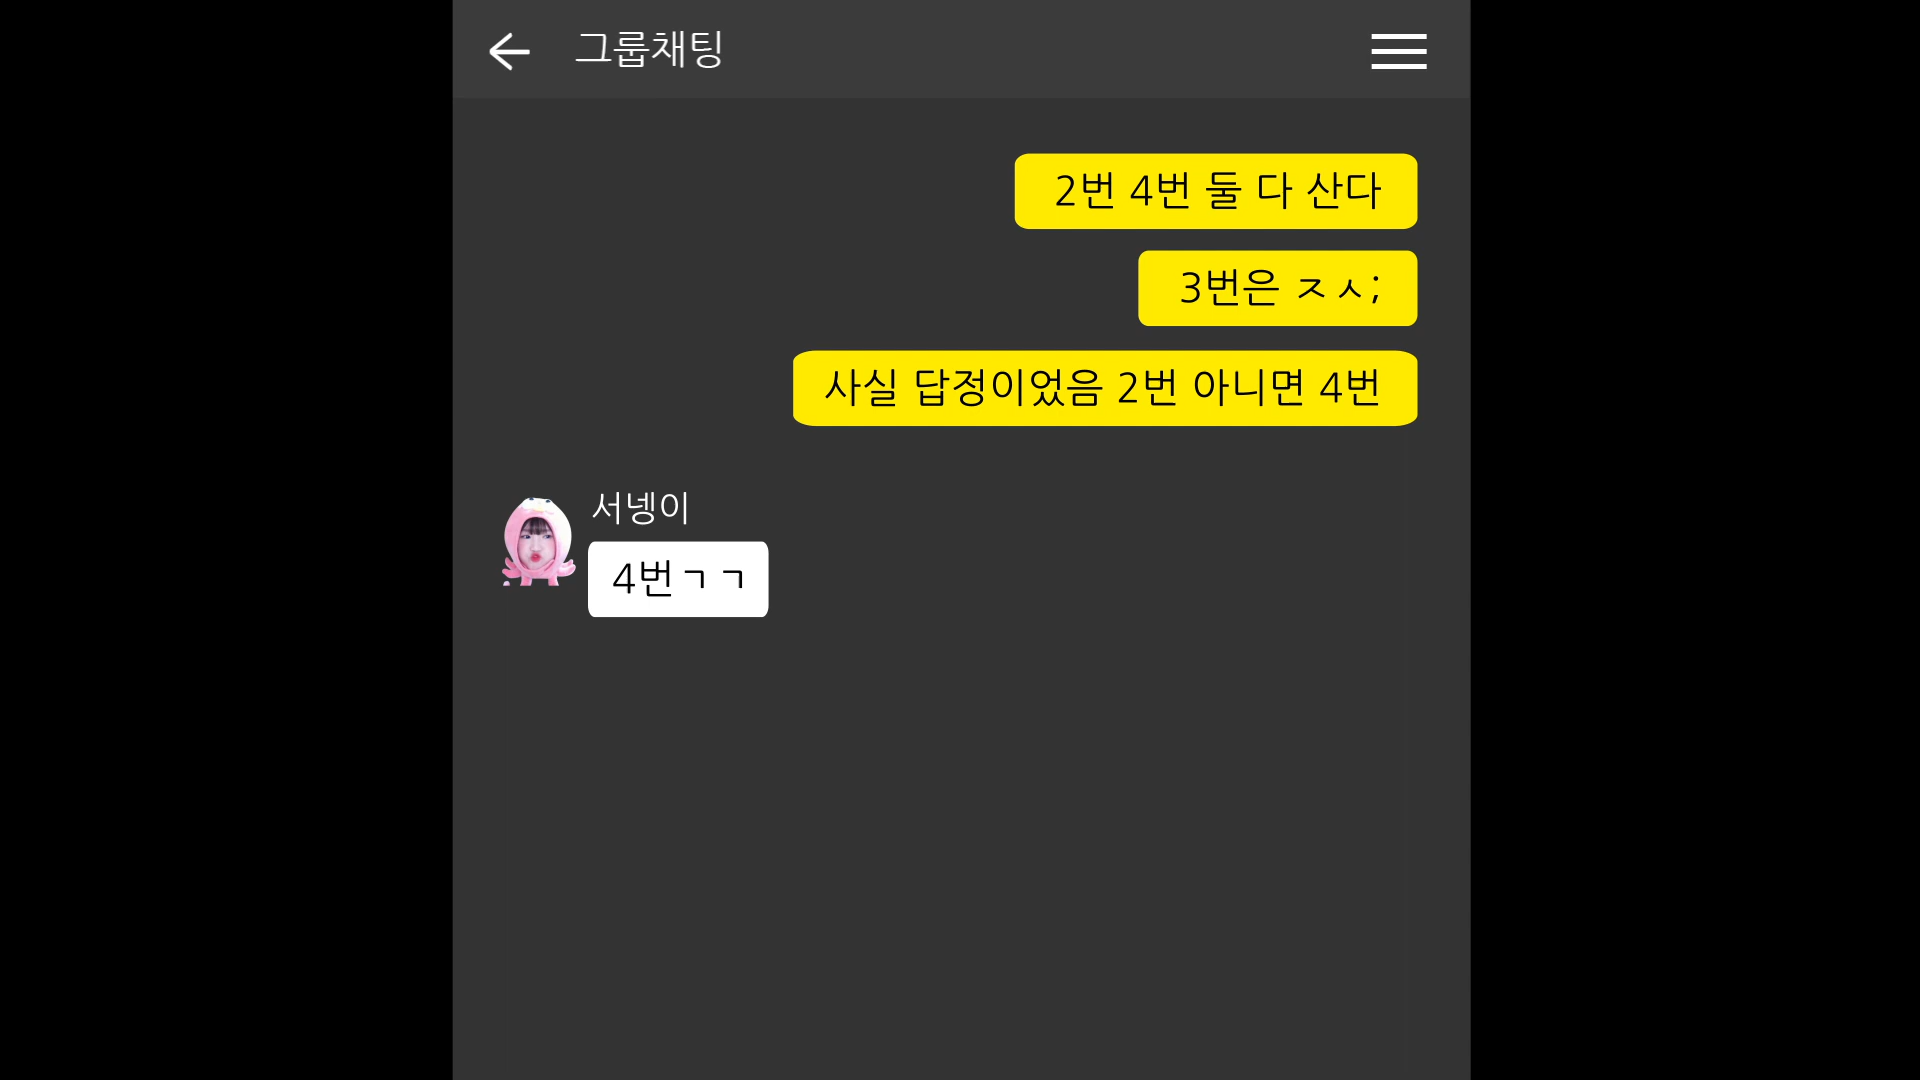 그룹채팅
2번 4번 둘 다 산다
3번은 ㅈㅅ;
사실 답정이었음 2번 아니면 4번
서넹이
4번ㄱㄱ